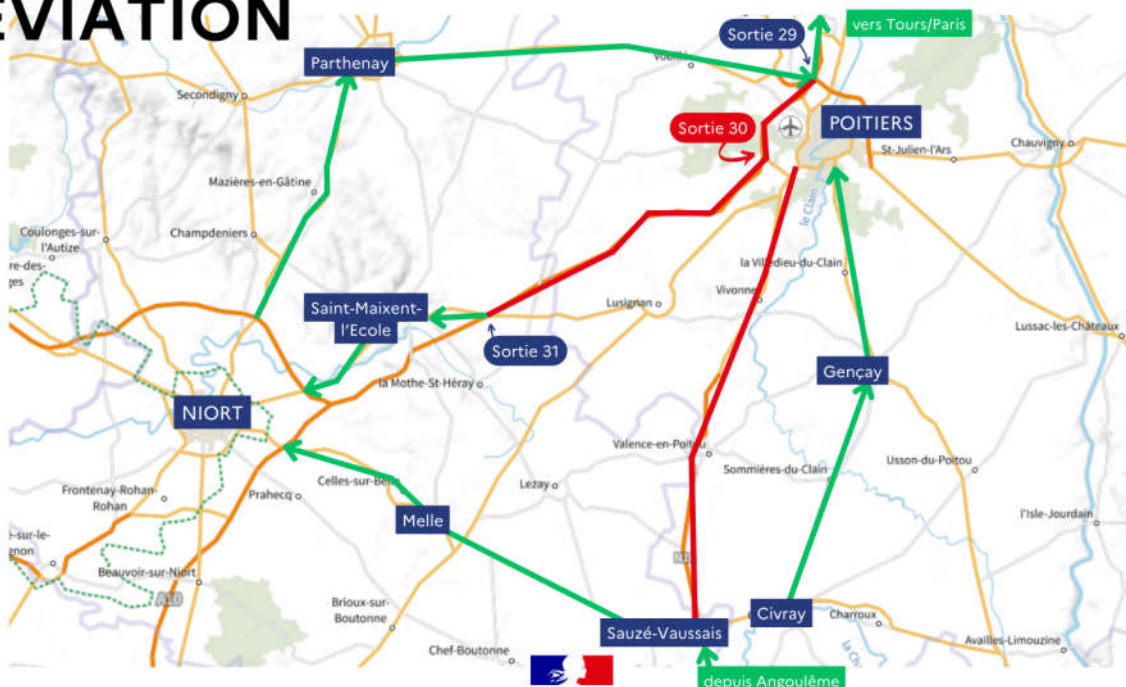 ÉVIATION
vers Tours/Paris
Sortie 29
Parthenay
Secondigny
Sortie 30
POITIERS
Chauvigny
St-Julien-l'Ars
Mazières-en-Gâtine
le Clain
Coulonges-sur-
l'Autize
Champdeniers
la Villedieu-du-Clain
Vivonne
Saint-Maixent-
l'Ecole
Lusignan
Lussac-les-Châteaux
Sortie 31
la Mothe-St-Héray
Gençay
NIORT
Valence-en-Poitou
Sommières-du-Clain
Usson-du-Poitou
Celles-sur-Belle
Lezay
Frontenay-Rohan-
Rohan
Prahecq
l'Isle-Jourdain
Melle
Beauvoir-sur-Niort
A10
Brioux-sur-
Boutonne
Civray
Charroux
Sauzé-Vaussais
Availles-Limouzine
Chef-Boutonne
depuis Angoulême